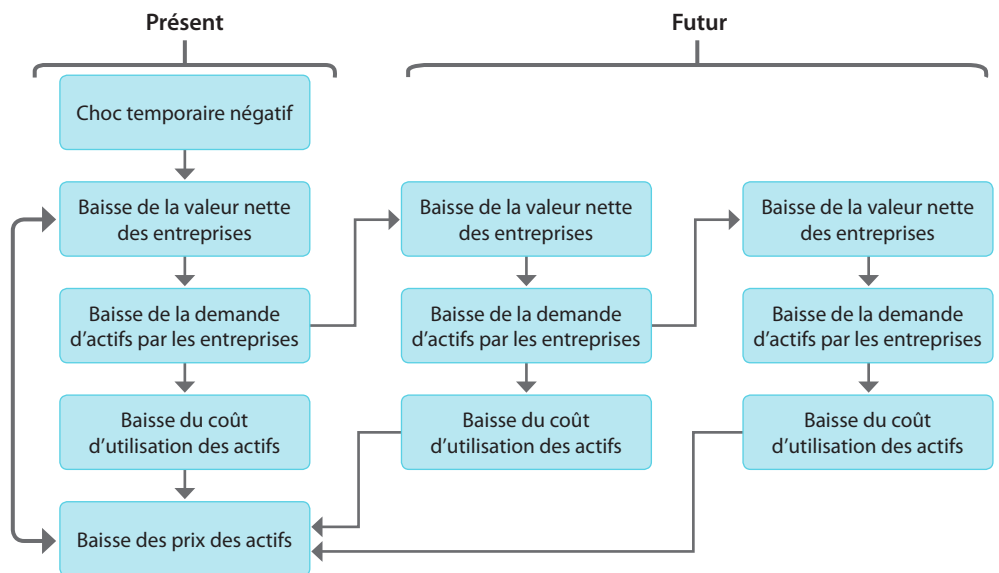 Présent
Futur
Choc temporaire négatif
Baisse de la valeur nette
des entreprises
Baisse de la valeur nette
des entreprises
Baisse de la valeur nette
des entreprises
Baisse de la demande
d'actifs par les entreprises
Baisse de la demande
d'actifs par les entreprises
Baisse de la demande
d'actifs par les entreprises
Baisse du coût
d'utilisation des actifs
Baisse du coût
d'utilisation des actifs
Baisse du coût
d'utilisation des actifs
Baisse des prix des actifs